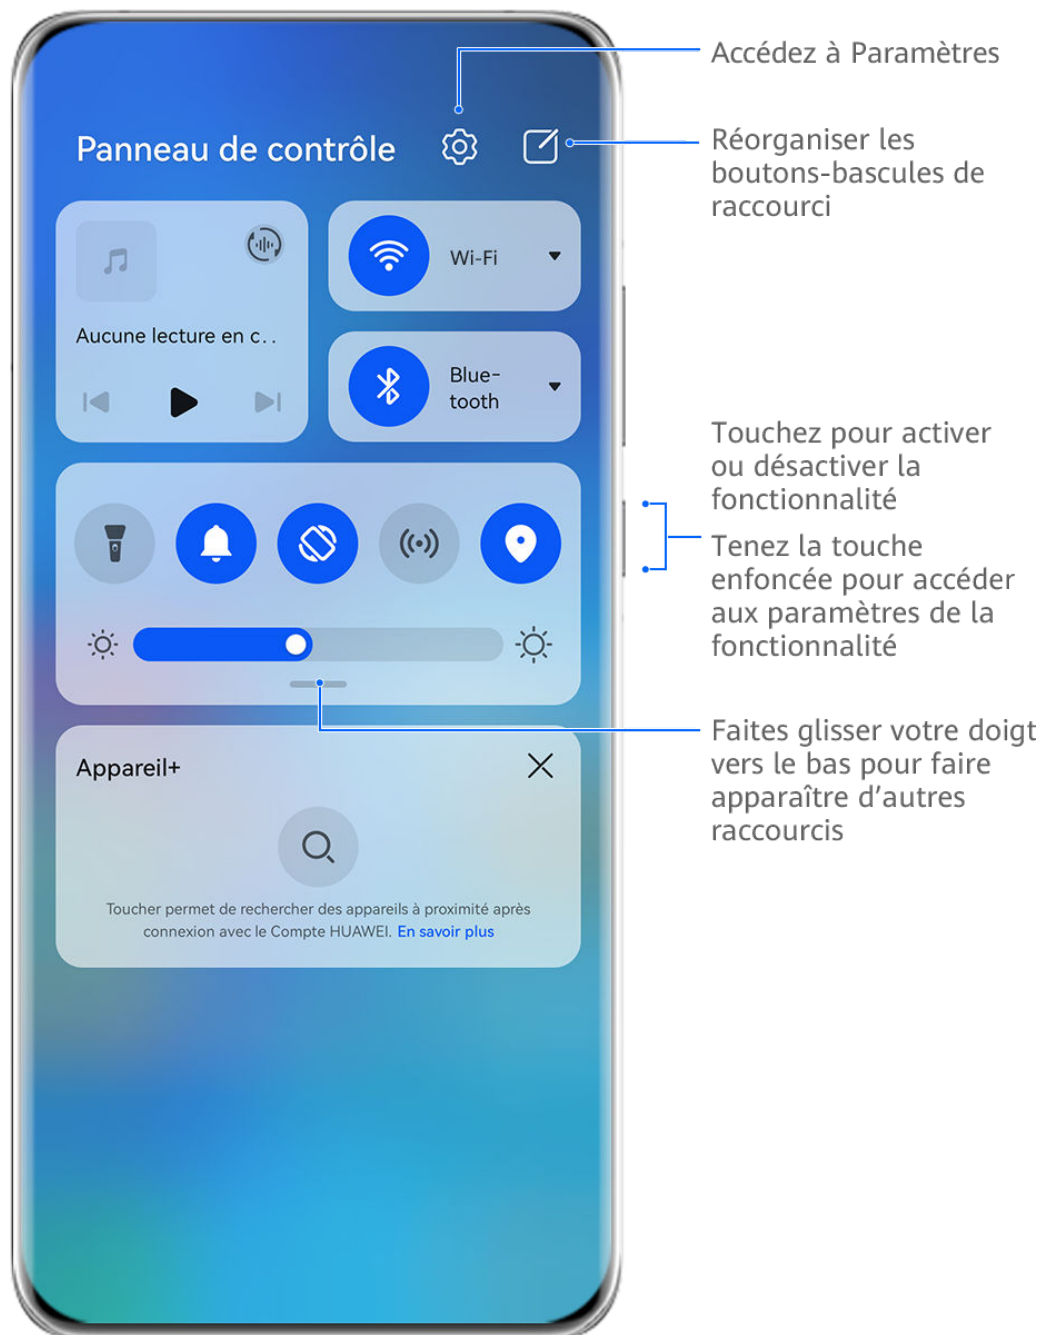 Accédez à Paramètres
Panneau de contrôle
Réorganiser les
boutons-bascules de
raccourci
Wi-Fi
Aucune lecture en c..
Blue-
tooth
Touchez pour activer
ou désactiver la
fonctionnalité
Tenez la touche
enfoncée pour accéder
aux paramètres de la
fonctionnalité
Faites glisser votre doigt
vers le bas pour faire
apparaître d’autres
raccourcis
Appareil+
Toucher permet de rechercher des appareils à proximité après
connexion avec le Compte HUAWEI. En savoir plus